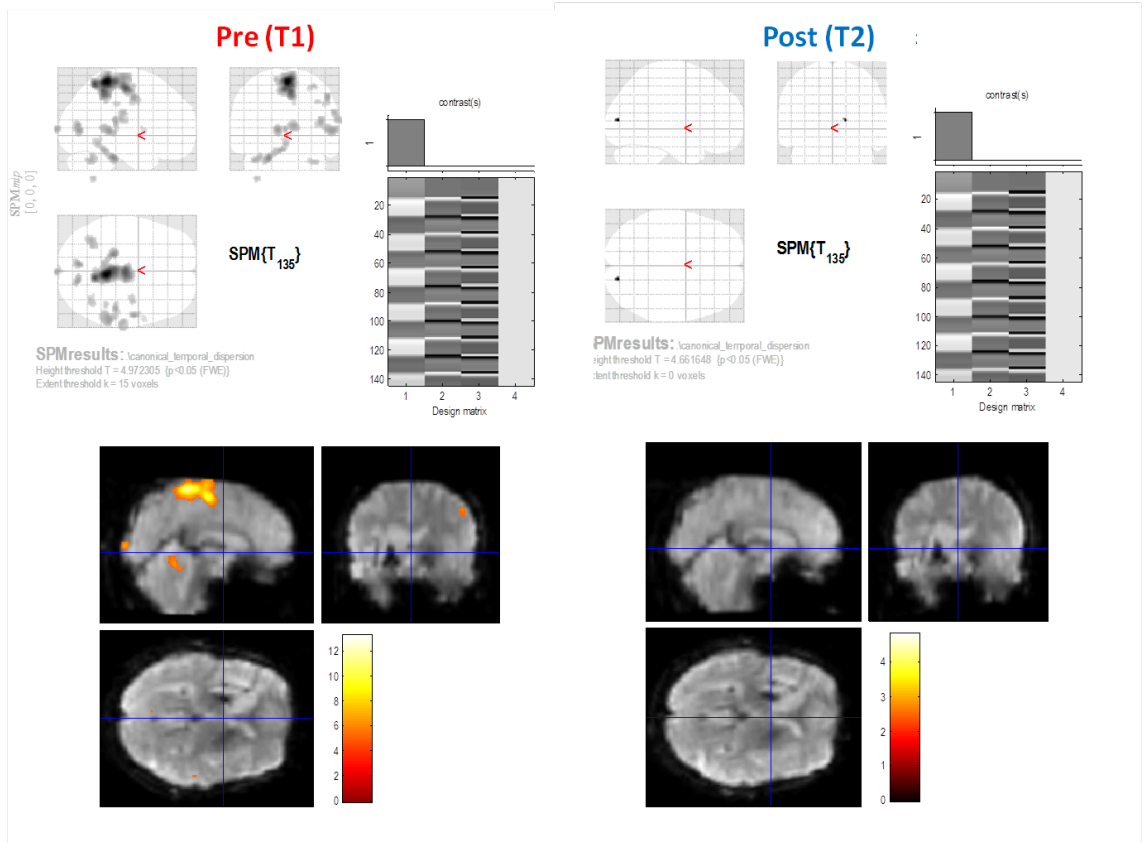 Pre (T1)
contrast(s)
1
<
<
<
SPMmip
[0, 0, 0]
SPM{T135}
20
40
60
80
100
120
140
1 2 3 4
Design matrix
SPMresults: .\canonical_temporal_dispersion
Height threshold T = 4.972305 {p<0.05 (FWE)}
Extent threshold k = 15 voxels
12
10
8
6
4
2
0
Post (T2)
:
contrast(s)
1
<
<
<
SPM{T135}
20
40
60
80
100
120
140
1 2 3 4
Design matrix
SPMresults: .\canonical_temporal_dispersion
eight threshold T = 4.661648 {p<0.05 (FWE)}
xtent threshold k = 0 voxels
4
3
2
1
0